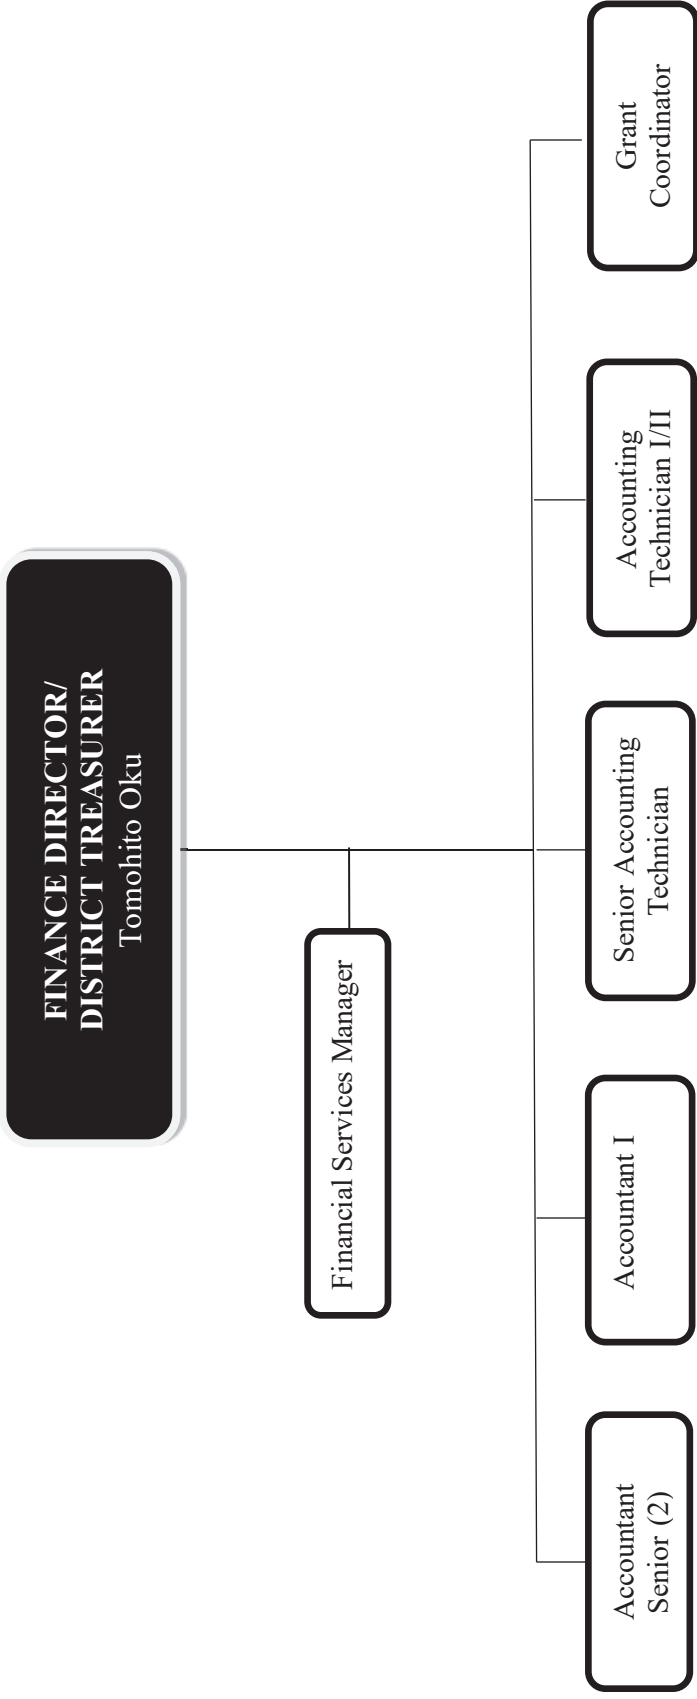 FINANCE DIRECTOR/
DISTRICT TREASURER
Tomohito Oku
Financial Services Manager
Accountant
Senior (2)
Accountant I
Senior Accounting
Technician
Accounting
Technician I/II
Grant
Coordinator